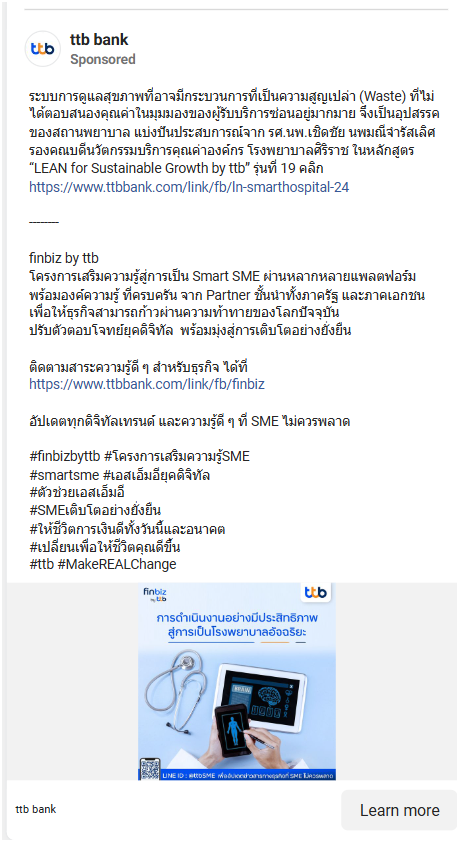 ttb bank
Sponsored
ระบบการดูแลสุขภาพที่อาจมีกระบวนการที่เป็นความสูญเปล่า (Waste) ที่ไม่
ได้ตอบสนองคุณค่าในมุมมองของผู้รับบริการซ่อนอยู่มากมาย จึงเป็นอุปสรรค
ของสถานพยาบาล แบ่งปันประสบการณ์จาก รศ.นพ.เชิดชัย นพมณีจำรัสเลิศ
รองคณบดีนวัตกรรมบริการคุณค่าองค์กร โรงพยาบาลศิริราช ในหลักสูตร
“LEAN for Sustainable Growth by ttb” รุ่นที่ 19 คลิก
https://www.ttbbank.com/link/fb/ln-smarthospital-24
--------
finbiz by ttb
โครงการเสริมความรู้สู่การเป็น Smart SME ผ่านหลากหลายแพลตฟอร์ม
พร้อมองค์ความรู้ ที่ครบครัน จาก Partner ชั้นนำทั้งภาครัฐ และภาคเอกชน
เพื่อให้ธุรกิจสามารถก้าวผ่านความท้าทายของโลกปัจจุบัน
ปรับตัวตอบโจทย์ยุคดิจิทัล พร้อมมุ่งสู่การเติบโตอย่างยั่งยืน
ติดตามสาระความรู้ดี ๆ สำหรับธุรกิจ ได้ที่
https://www.ttbbank.com/link/fb/finbiz
อัปเดตทุกดิจิทัลเทรนด์ และความรู้ดี ๆ ที่ SME ไม่ควรพลาด
#finbizbyttb #โครงการเสริมความรู้SME
#smartsme #เอสเอ็มอียุคดิจิทัล
#ตัวช่วยเอสเอ็มอี
#SMEเติบโตอย่างยั่งยืน
#ให้ชีวิตการเงินดีทั้งวันนี้และอนาคต
#เปลี่ยนเพื่อให้ชีวิตคุณดีขึ้น
#ttb #MakeREALChange
finbiz
by ttb
ttb
การดำเนินงานอย่างมีประสิทธิภาพ
สู่การเป็นโรงพยาบาลอัจฉริยะ
BRAIN
LINE ID : @ttbSME เพื่ออัปเดตข่าวสารทางธุรกิจที่ SME ไม่ควรพลาด
ttb bank
Learn more